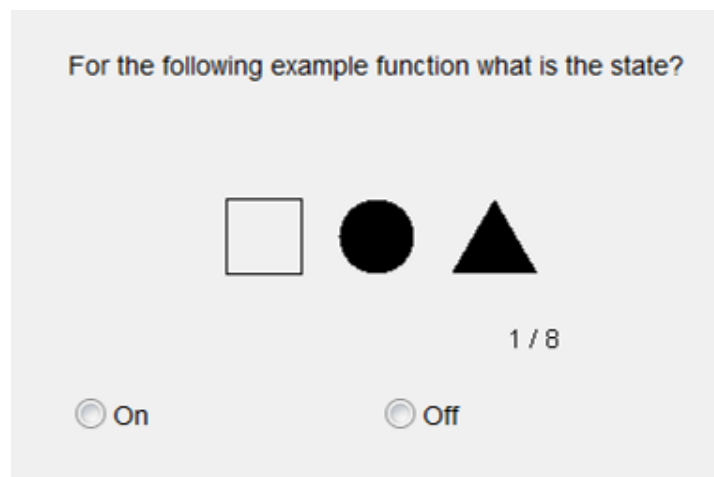 For the following example function what is the state?
1 / 8
On
Off